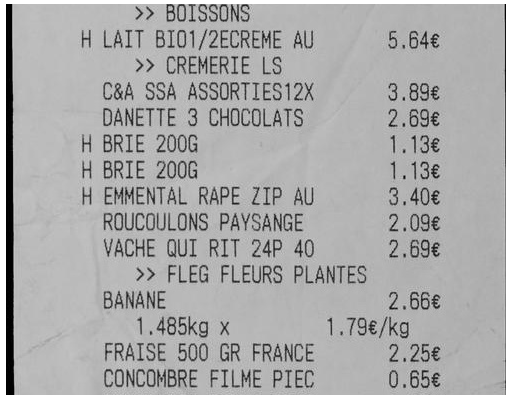 >> BOISSONS
H LAIT BIO1/2ECREME AU 5.64€
>> CREMERIE LS
C&A SSA ASSORTIES12X 3.89€
DANETTE 3 CHOCOLATS 2.69€
H BRIE 200G 1.13€
H BRIE 200G 1.13€
H EMMENTAL RAPE ZIP AU 3.40€
ROUCOULONS PAYSANGE 2.09€
VACHE QUI RIT 24P 40 2.69€
>> FLEG FLEURS PLANTES
BANANE 2.66€
1.485kg x 1.79€/kg
FRAISE 500 GR FRANCE 2.25€
CONCOMBRE FILME PIEC 0.65€